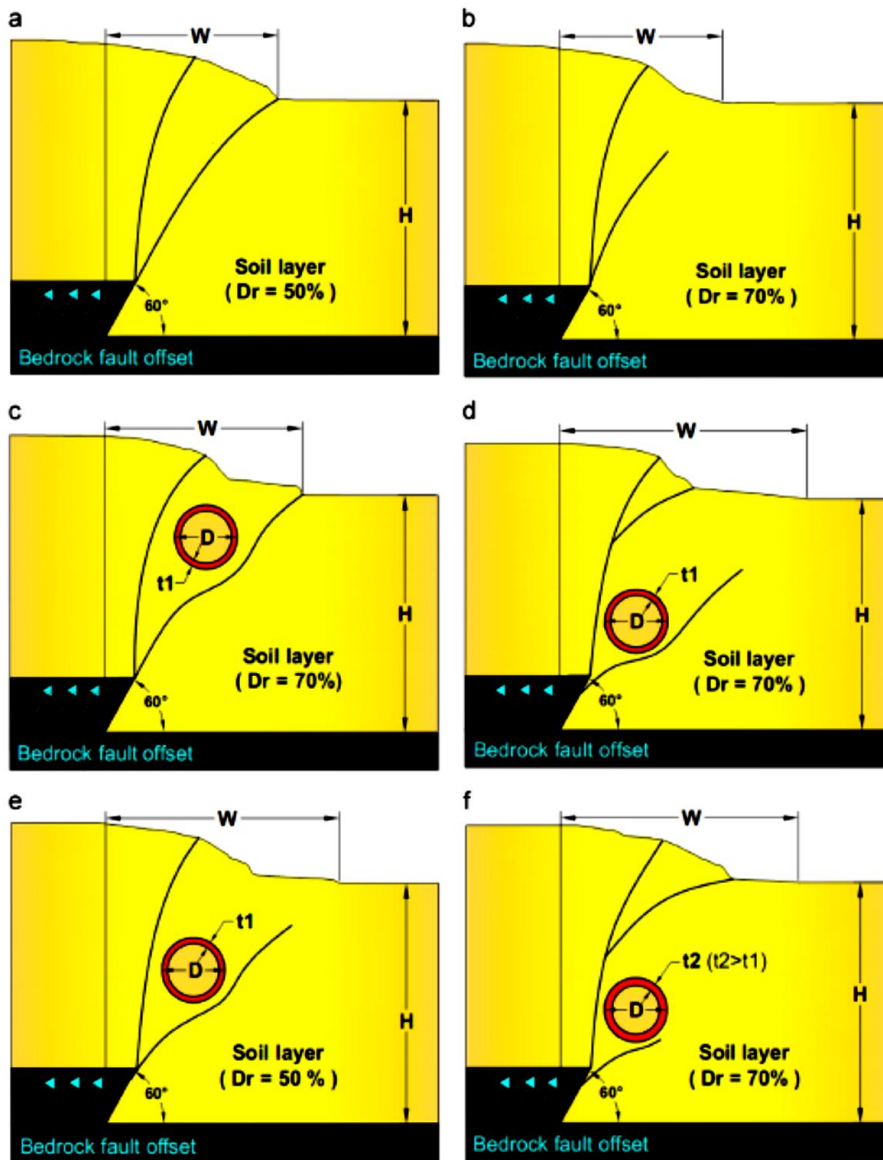 a
W
H
Soil layer
( Dr = 50% )
60°
Bedrock fault offset
b
W
H
Soil layer
( Dr = 70% )
60°
Bedrock fault offset
c
W
D
t1
H
Soil layer
( Dr = 70%)
60°
Bedrock fault offset
d
W
t1
D
H
Soil layer
( Dr = 70% )
60°
Bedrock fault offset
e
W
t1
D
H
Soil layer
( Dr = 50 % )
60°
Bedrock fault offset
f
W
t2 (t2>t1)
D
H
Soil layer
( Dr = 70% )
60°
Bedrock fault offset